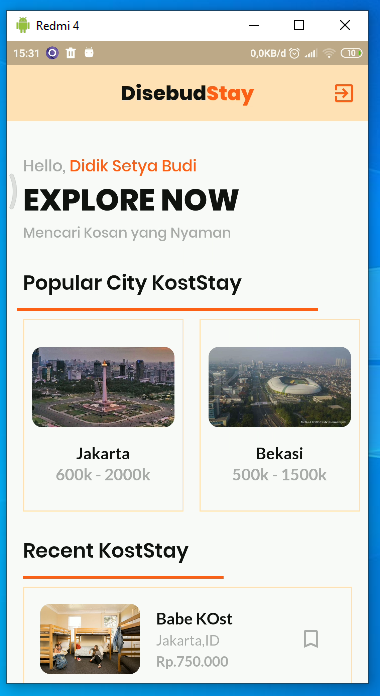 Redmi 4
15:31 0,0KB/d 10
DisebudStay
Hello, Didik Setya Budi
EXPLORE NOW
Mencari Kosan yang Nyaman
Popular City KostStay
Jakarta
600k - 2000k
Bekasi
500k - 1500k
Recent KostStay
Babe KOst
Jakarta,ID
Rp.750.000